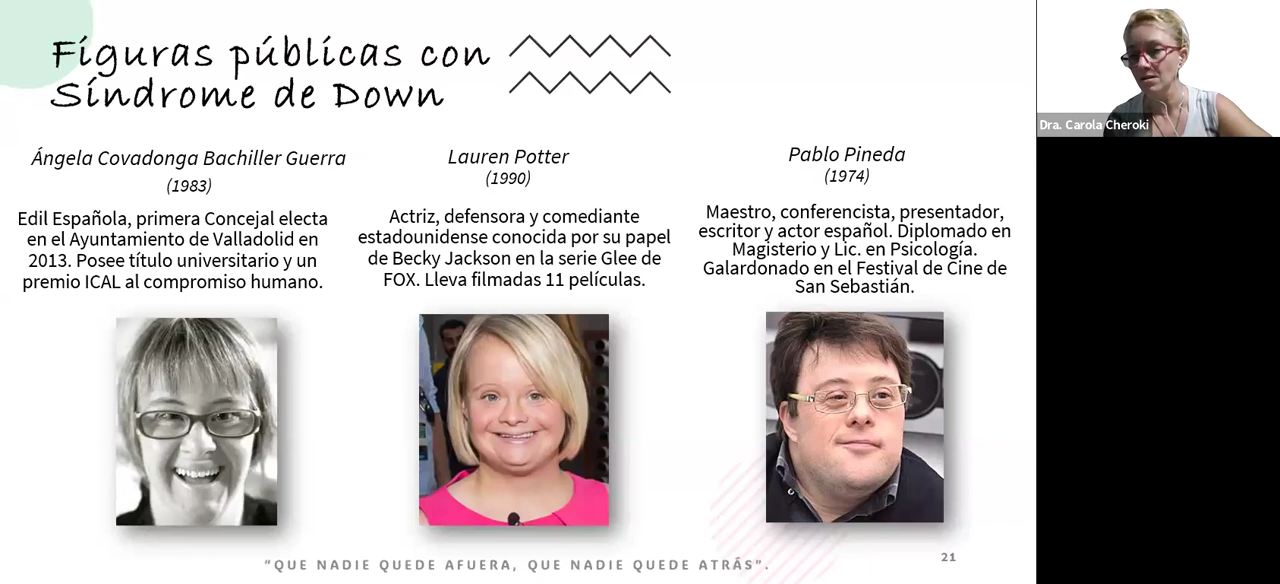 Figuras públicas con
Síndrome de Down
Ángela Covadonga Bachiller Guerra
(1983)
Edil Española, primera Concejal electa
en el Ayuntamiento de Valladolid en
2013. Posee título universitario y un
premio ICAL al compromiso humano.
Lauren Potter
(1990)
Actriz, defensora y comediante
estadounidense conocida por su papel
de Becky Jackson en la serie Glee de
FOX. Lleva filmadas 11 películas.
Pablo Pineda
(1974)
Maestro, conferencista, presentador,
escritor y actor español. Diplomado en
Magisterio y Lic. en Psicología.
Galardonado en el Festival de Cine de
San Sebastián.
"QUE NADIE QUEDE AFUERA, QUE NADIE QUEDE ATRÁS".
21
Dra. Carola Cheroki